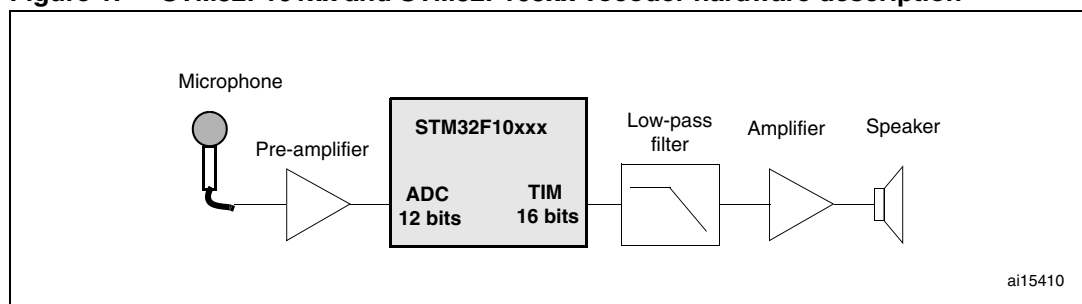 Microphone
Pre-amplifier
STM32F10xxx
ADC
12 bits
TIM
16 bits
Low-pass
filter
Amplifier
Speaker
ai15410